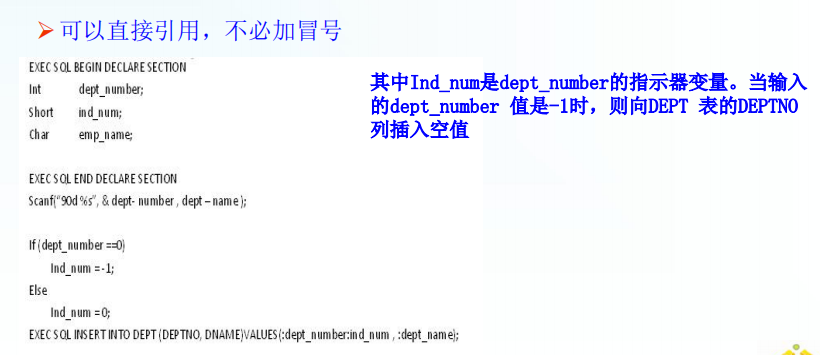 可以直接引用，不必加冒号
EXEC SQL BEGIN DECLARE SECTION
Int dept_number;
Short ind_num;
Char emp_name;
其中Ind_num是dept_number的指示器变量。当输入
的dept_number 值是-1时，则向DEPT 表的DEPTNO
列插入空值
EXEC SQL END DECLARE SECTION
Scanf("90d %s", & dept- number , dept – name );
If (dept_number ==0)
Ind_num =-1;
Else
Ind_num =0;
EXEC SQL INSERT INTO DEPT (DEPTNO, DNAME)VALUES(:dept_number:ind_num , :dept_name);